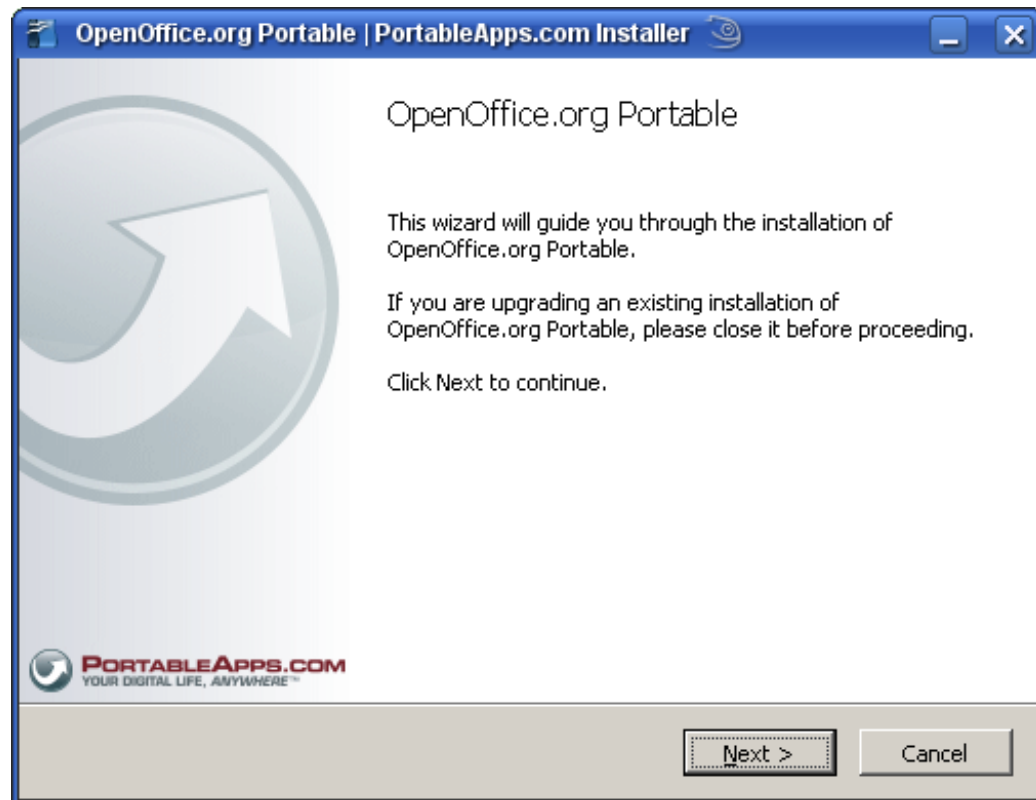 OpenOffice.org Portable | PortableApps.com Installer
OpenOffice.org Portable
This wizard will guide you through the installation of
OpenOffice.org Portable.
If you are upgrading an existing installation of
OpenOffice.org Portable, please close it before proceeding.
Click Next to continue.
PORTABLEAPPS.COM
YOUR DIGITAL LIFE, ANYWHERE™
Next >
Cancel